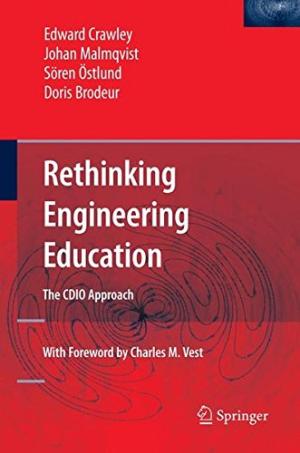 Edward Crawley
Johan Malmqvist
Sören Östlund
Doris Brodeur
Rethinking
Engineering
Education
The CDIO Approach
With Foreword by Charles M. Vest
Springer